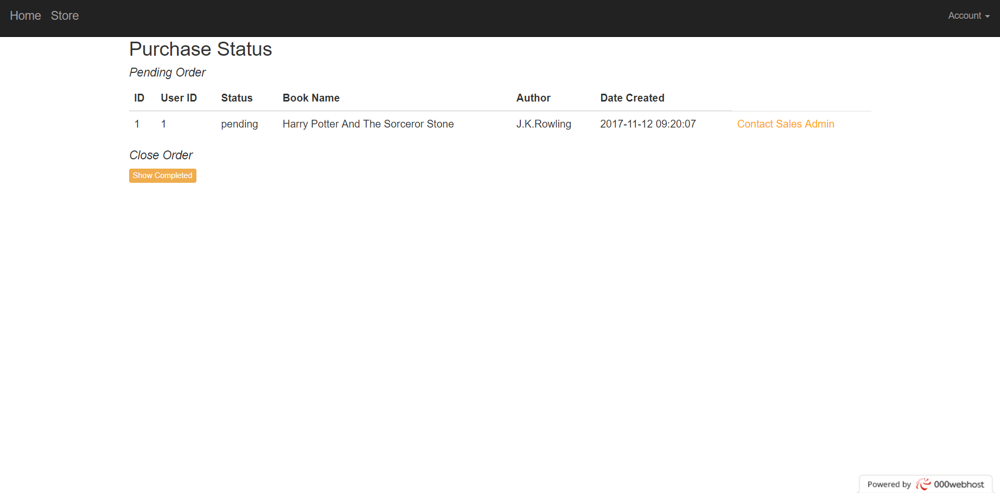 Home Store Account
Purchase Status
Pending Order
ID User ID Status Book Name Author Date Created
1 1 pending Harry Potter And The Sorceror Stone J.K.Rowling 2017-11-12 09:20:07 Contact Sales Admin
Close Order
Show Completed
Powered by 000webhost